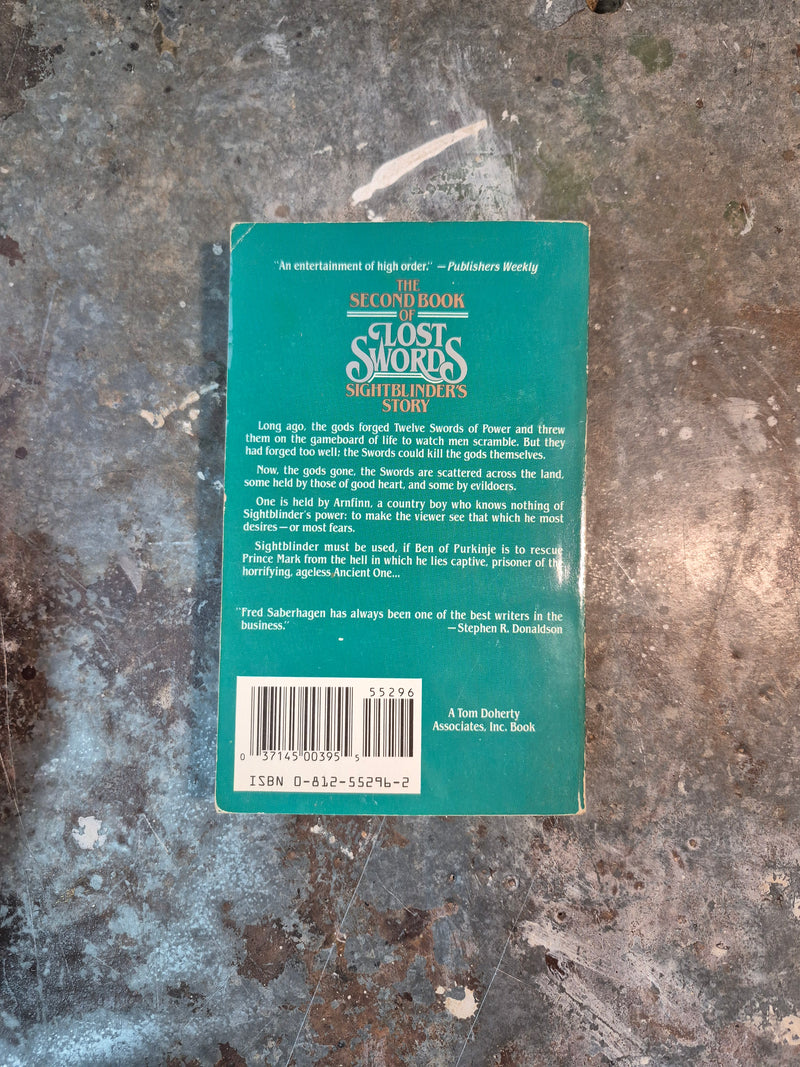 "An entertainment of high order." —Publishers Weekly
THE
SECOND BOOK
OF
LOST
SWORDS
SIGHTBLINDER'S
STORY
Long ago, the gods forged Twelve Swords of Power and threw
them on the gameboard of life to watch men scramble. But they
had forged too well; the Swords could kill the gods themselves.
Now, the gods gone, the Swords are scattered across the land,
some held by those of good heart, and some by evildoers.
One is held by Arnfinn, a country boy who knows nothing of
Sightblinder's power: to make the viewer see that which he most
desires—or most fears.
Sightblinder must be used, if Ben of Purkinje is to rescue
Prince Mark from the hell in which he lies captive, prisoner of the
horrifying, ageless Ancient One...
"Fred Saberhagen has always been one of the best writers in the
business." —Stephen R. Donaldson
55296
A Tom Doherty
Associates, Inc. Book
0 37145 00395 5
ISBN 0-812-55296-2